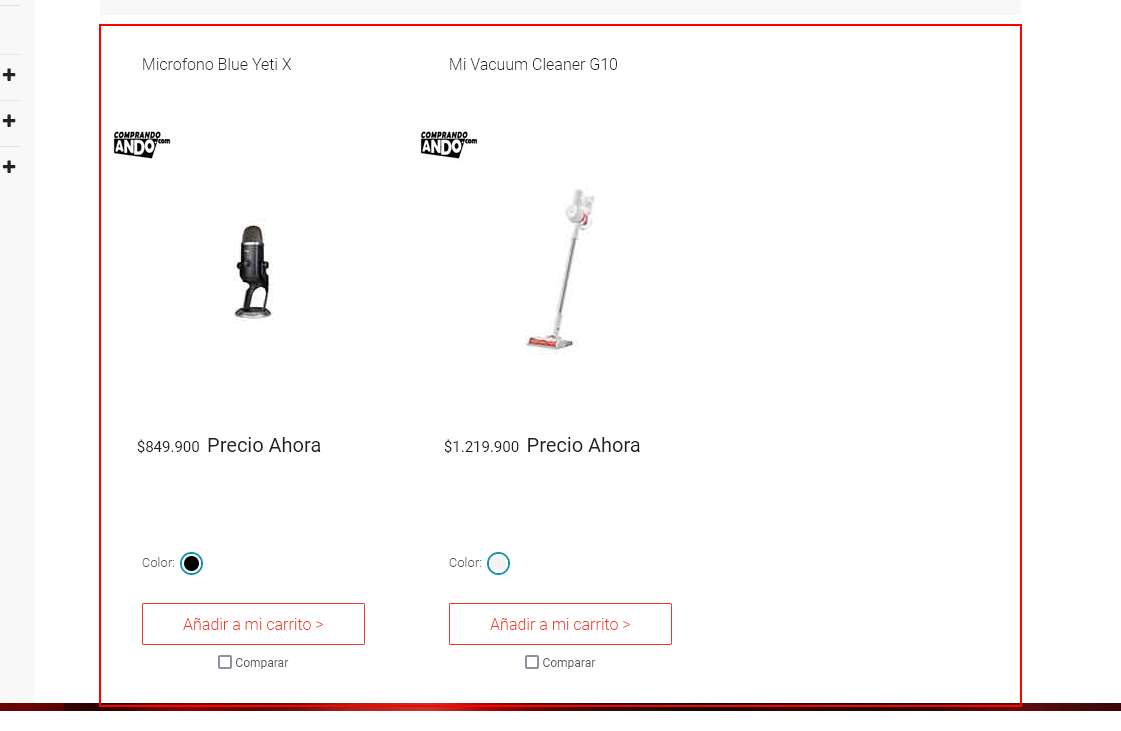 Microfono Blue Yeti X
Mi Vacuum Cleaner G10
COMPRANDO
ANDO.com
COMPRANDO
ANDO.com
$849.900 Precio Ahora
$1.219.900 Precio Ahora
Color:
Color:
Añadir a mi carrito >
Añadir a mi carrito >
Comparar
Comparar